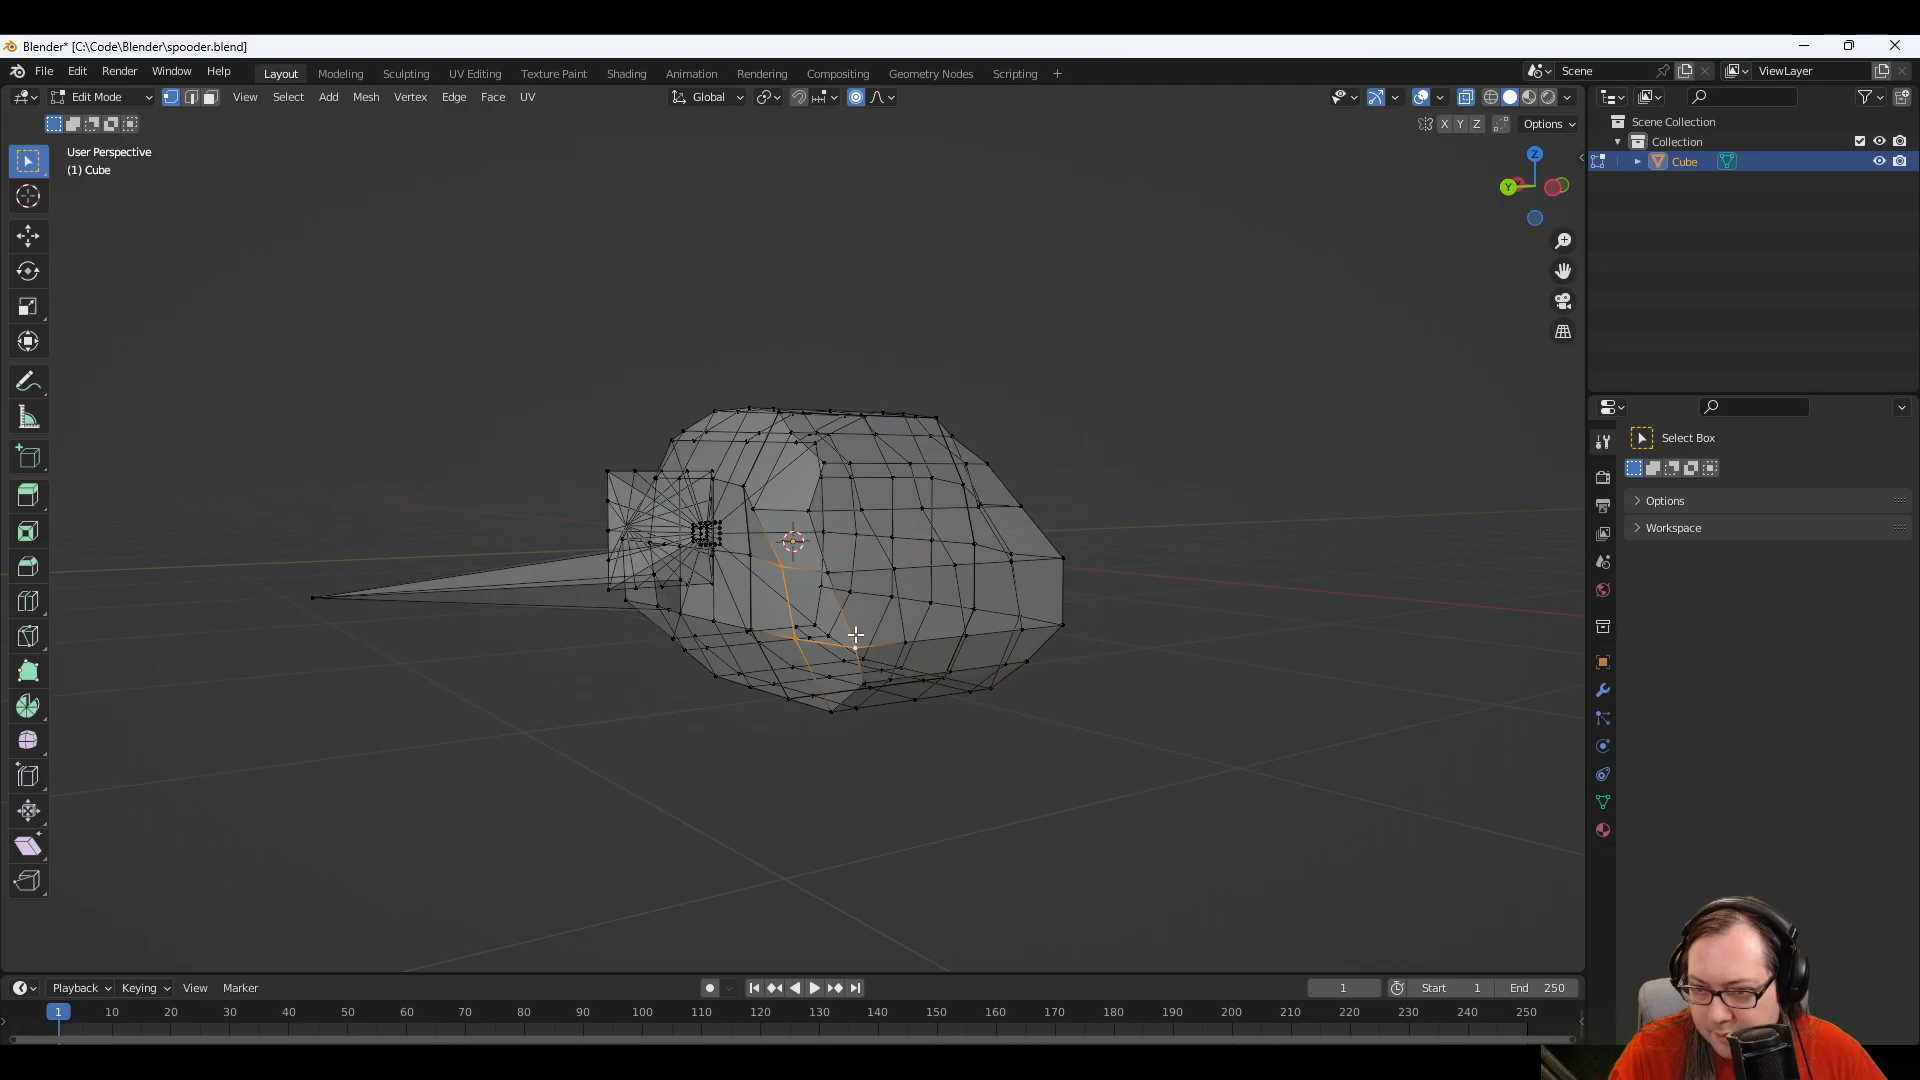 Blender* [C:\Code\Blender\spooder.blend]
File Edit Render Window Help Layout Modeling Sculpting UV Editing Texture Paint Shading Animation Rendering Compositing Geometry Nodes Scripting + Scene ViewLayer
Edit Mode View Select Add Mesh Vertex Edge Face UV Global
X Y Z Options
Scene Collection
Collection
Cube
User Perspective
(1) Cube
Z
Y
Select Box
Options
Workspace
Playback Keying View Marker 1 Start 1 End 250
1 10 20 30 40 50 60 70 80 90 100 110 120 130 140 150 160 170 180 190 200 210 220 230 240 250